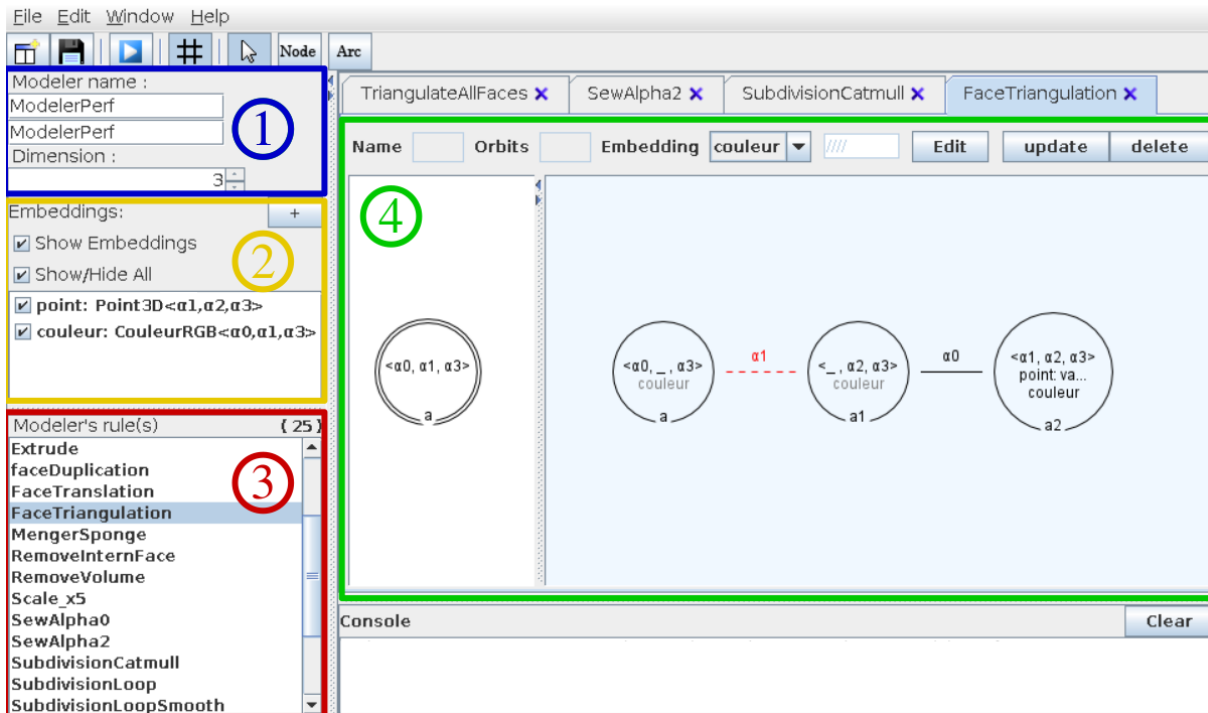 File Edit Window Help
Node Arc
Modeler name :
ModelerPerf
ModelerPerf
Dimension :
3
1
Embeddings:
+
Show Embeddings
Show/Hide All
2
point: Point3D<α1,α2,α3>
couleur: CouleurRGB<α0,α1,α3>
Modeler's rule(s) (25)
Extrude
faceDuplication
FaceTranslation
FaceTriangulation
MengerSponge
RemoveInternFace
RemoveVolume
Scale_x5
SewAlpha0
SewAlpha2
SubdivisionCatmull
SubdivisionLoop
SubdivisionLoopSmooth
3
TriangulateAllFaces SewAlpha2 SubdivisionCatmull FaceTriangulation
Name Orbits Embedding couleur //// Edit update delete
4
<α0, α1, α3>
a
<α0, _, α3>
couleur
a
α1
<_, α2, α3>
couleur
a1
α0
<α1, α2, α3>
point: va...
couleur
a2
Console Clear